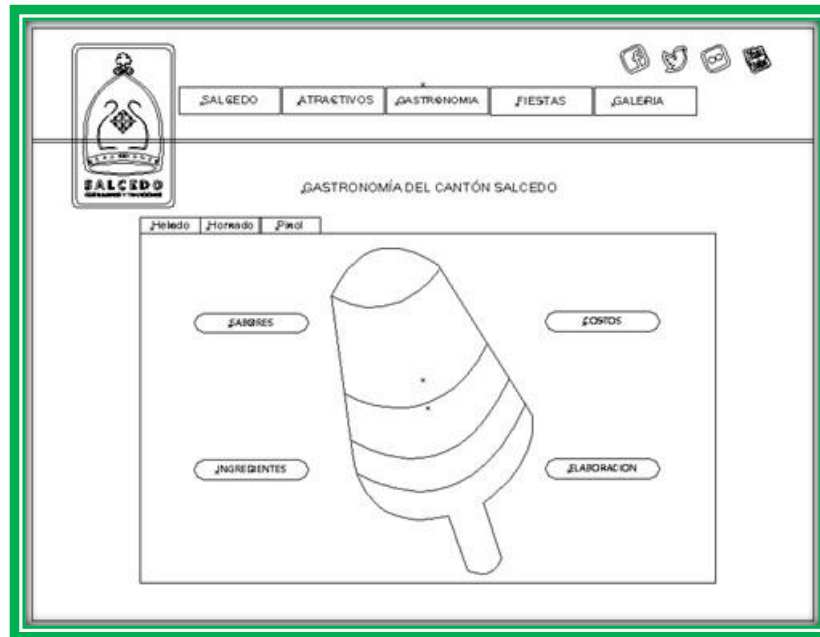 SALCEDO ATRACTIVOS GASTRONOMIA FIESTAS GALERIA
SALCEDO
GASTRONOMÍA DEL CANTÓN SALCEDO
Helado Hornado Pinol
SABORES
COSTOS
INGREDIENTES
ELABORACION